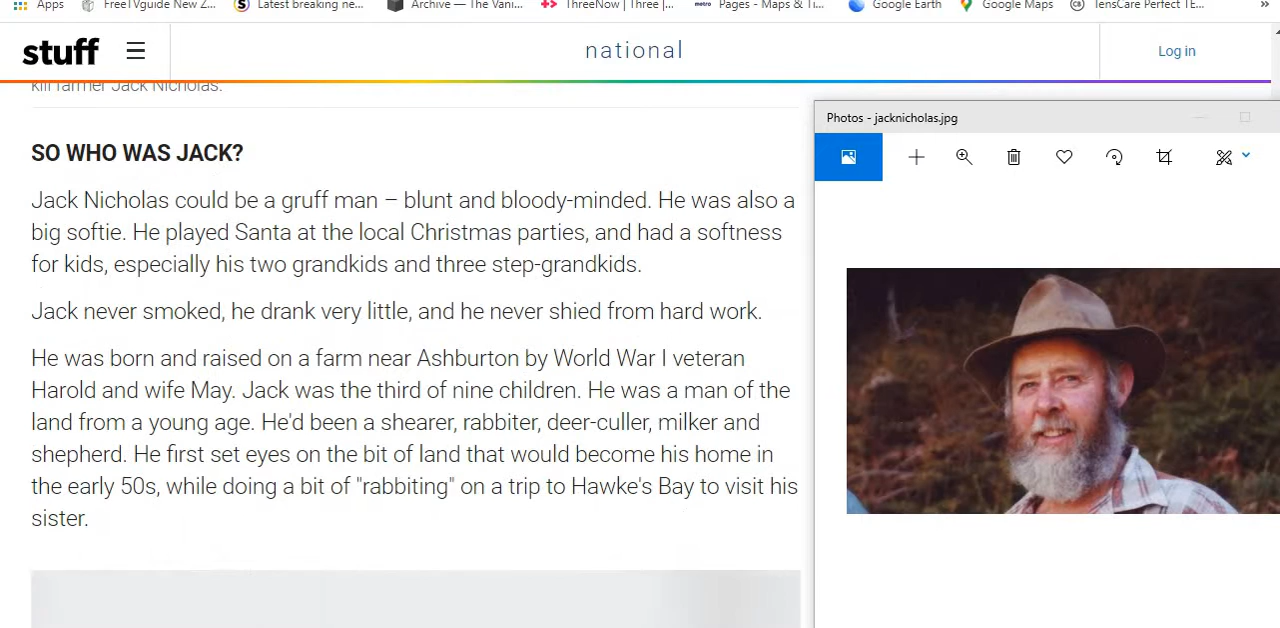 Apps FreeTVguide New Z... Latest breaking ne... Archive — The Vani... ThreeNow | Three |... metro Pages - Maps & Ti... Google Earth Google Maps TensCare Perfect TE... »
stuff national Log in
kill farmer Jack Nicholas.
SO WHO WAS JACK?
Jack Nicholas could be a gruff man – blunt and bloody-minded. He was also a
big softie. He played Santa at the local Christmas parties, and had a softness
for kids, especially his two grandkids and three step-grandkids.
Jack never smoked, he drank very little, and he never shied from hard work.
He was born and raised on a farm near Ashburton by World War I veteran
Harold and wife May. Jack was the third of nine children. He was a man of the
land from a young age. He'd been a shearer, rabbiter, deer-culler, milker and
shepherd. He first set eyes on the bit of land that would become his home in
the early 50s, while doing a bit of "rabbiting" on a trip to Hawke's Bay to visit his
sister.
Photos - jacknicholas.jpg